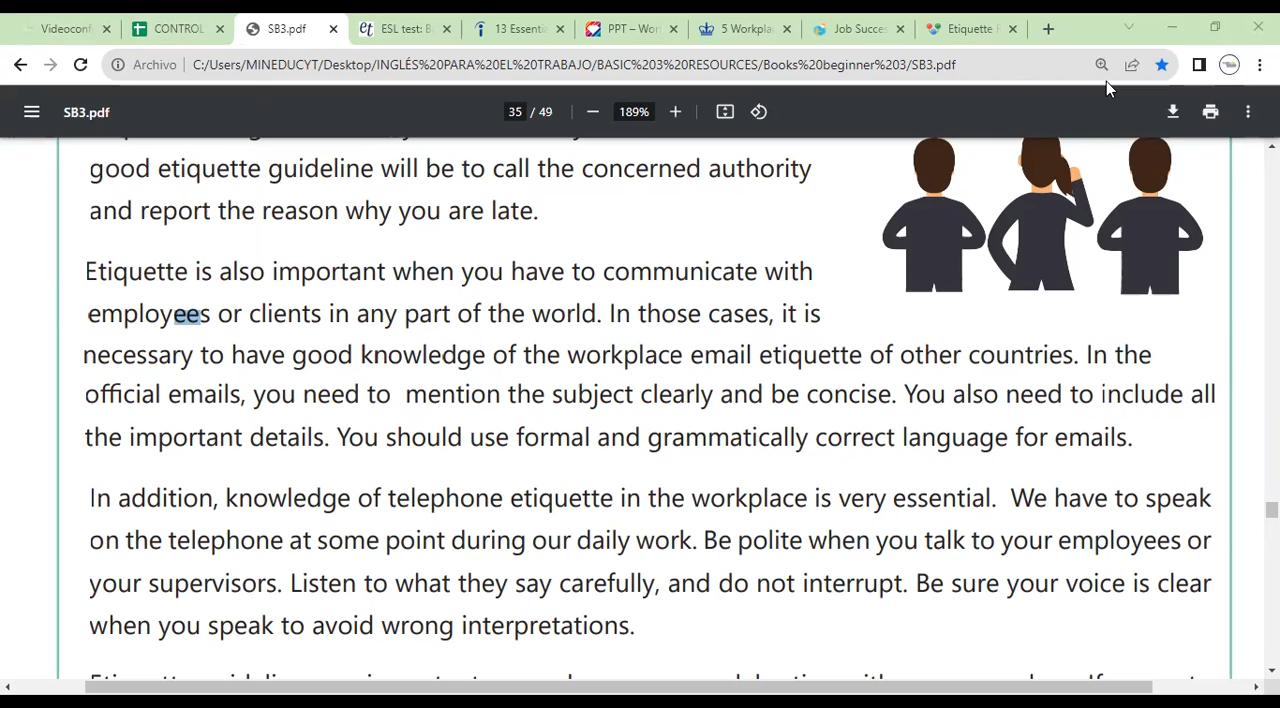 Videoconf
CONTROL
SB3.pdf
ESL test: B
13 Essenti
PPT – Wor
5 Workpla
Job Succes
Etiquette F
Archivo
C:/Users/MINEDUCYT/Desktop/INGLÉS%20PARA%20EL%20TRABAJO/BASIC%203%20RESOURCES/Books%20beginner%203/SB3.pdf
SB3.pdf
35 / 49
189%
good etiquette guideline will be to call the concerned authority
and report the reason why you are late.
Etiquette is also important when you have to communicate with
employees or clients in any part of the world. In those cases, it is
necessary to have good knowledge of the workplace email etiquette of other countries. In the
official emails, you need to mention the subject clearly and be concise. You also need to include all
the important details. You should use formal and grammatically correct language for emails.
In addition, knowledge of telephone etiquette in the workplace is very essential. We have to speak
on the telephone at some point during our daily work. Be polite when you talk to your employees or
your supervisors. Listen to what they say carefully, and do not interrupt. Be sure your voice is clear
when you speak to avoid wrong interpretations.